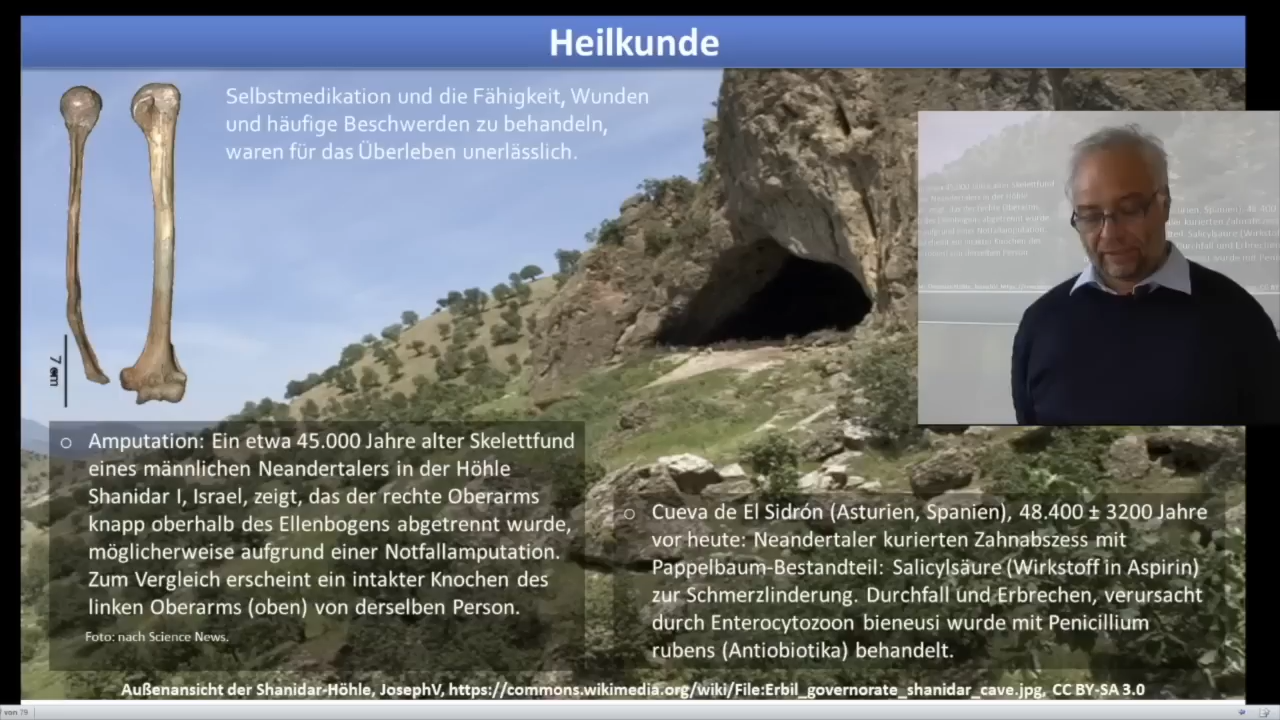 Heilkunde
Selbstmedikation und die Fähigkeit, Wunden
und häufige Beschwerden zu behandeln,
waren für das Überleben unerlässlich.
7 cm
○ Amputation: Ein etwa 45.000 Jahre alter Skelettfund
eines männlichen Neandertalers in der Höhle
Shanidar I, Israel, zeigt, das der rechte Oberarms
knapp oberhalb des Ellenbogens abgetrennt wurde,
möglicherweise aufgrund einer Notfallamputation.
Zum Vergleich erscheint ein intakter Knochen des
linken Oberarms (oben) von derselben Person.
Foto: nach Science News.
○ Cueva de El Sidrón (Asturien, Spanien), 48.400 ± 3200 Jahre
vor heute: Neandertaler kurierten Zahnabszess mit
Pappelbaum-Bestandteil: Salicylsäure (Wirkstoff in Aspirin)
zur Schmerzlinderung. Durchfall und Erbrechen, verursacht
durch Enterocytozoon bieneusi wurde mit Penicillium
rubens (Antiobiotika) behandelt.
Außenansicht der Shanidar-Höhle, JosephV, https://commons.wikimedia.org/wiki/File:Erbil_governorate_shanidar_cave.jpg, CC BY-SA 3.0
von 79